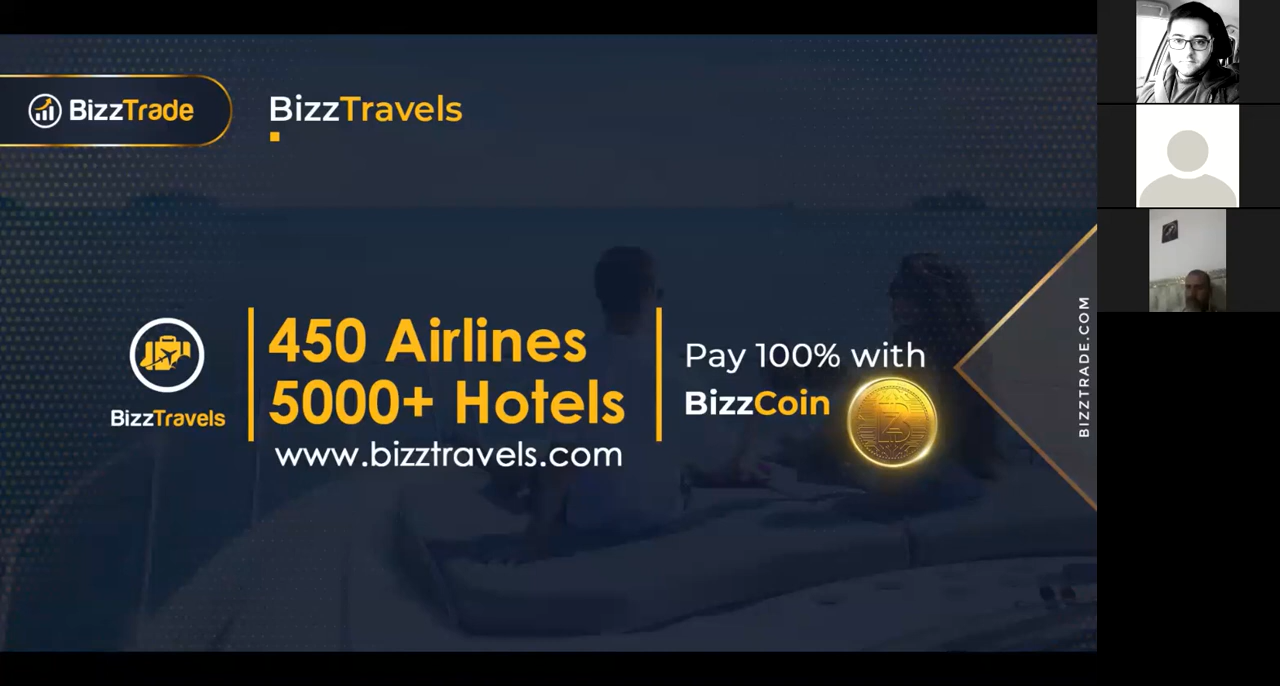 BizzTrade
BizzTravels
BizzTravels
450 Airlines
5000+ Hotels
www.bizztravels.com
Pay 100% with
BizzCoin
BIZZTRADE.COM